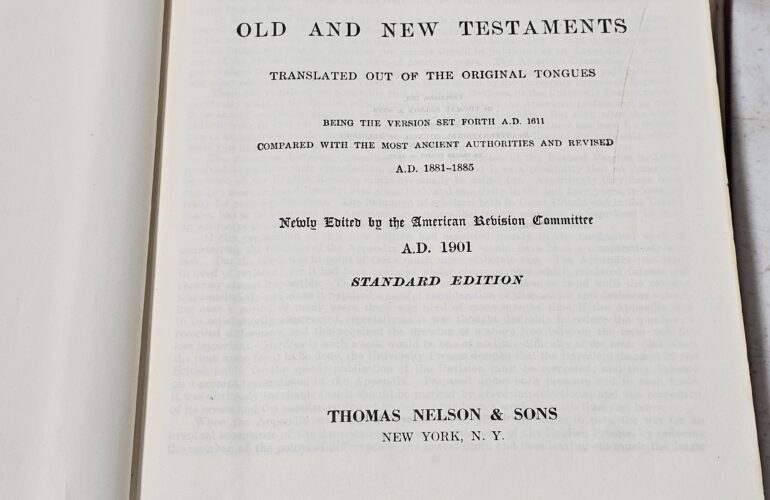 OLD AND NEW TESTAMENTS
TRANSLATED OUT OF THE ORIGINAL TONGUES
BEING THE VERSION SET FORTH A.D. 1611
COMPARED WITH THE MOST ANCIENT AUTHORITIES AND REVISED
A.D. 1881–1885
Newly Edited by the American Revision Committee
A.D. 1901
STANDARD EDITION
THOMAS NELSON & SONS
NEW YORK, N. Y.